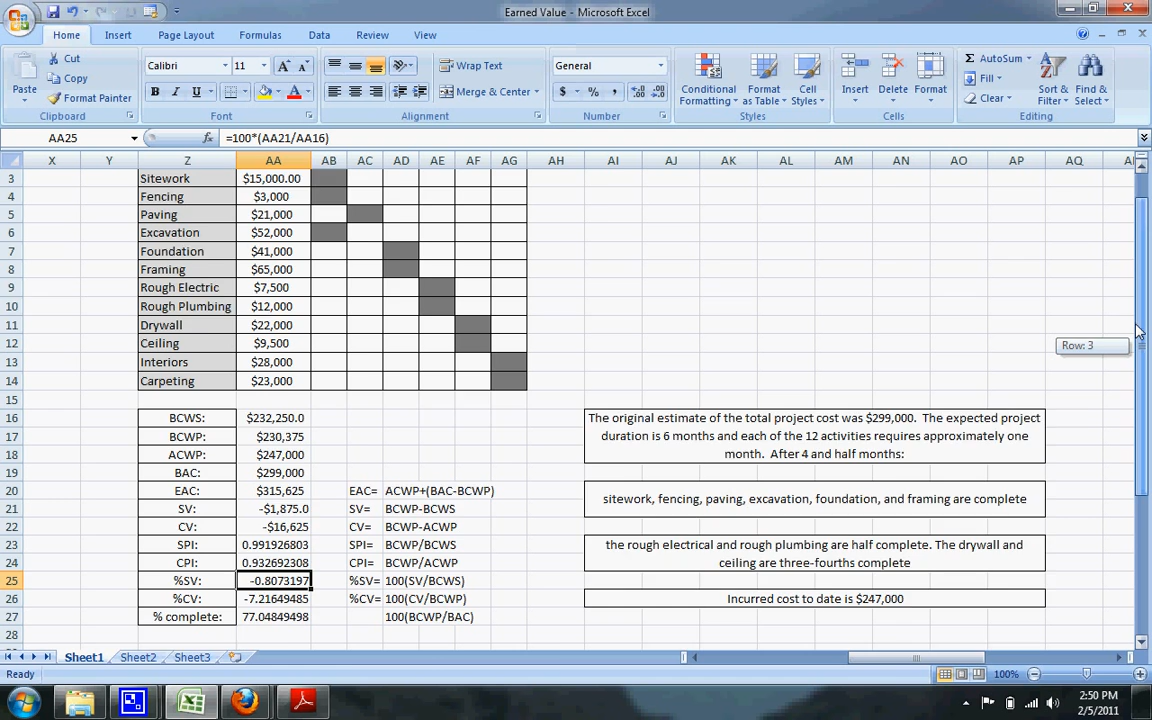 Earned Value - Microsoft Excel
Home Insert Page Layout Formulas Data Review View
Cut
Copy
Format Painter
Paste
Clipboard
Calibri 11
B I U
Font
Wrap Text
Merge & Center
Alignment
General
$ % ,
Number
Conditional Formatting
Format as Table
Cell Styles
Styles
Insert Delete Format
Cells
AutoSum
Fill
Clear
Sort & Filter
Find & Select
Editing
AA25 fx =100*(AA21/AA16)
X Y Z AA AB AC AD AE AF AG AH AI AJ AK AL AM AN AO AP AQ
3 Sitework $15,000.00
4 Fencing $3,000
5 Paving $21,000
6 Excavation $52,000
7 Foundation $41,000
8 Framing $65,000
9 Rough Electric $7,500
10 Rough Plumbing $12,000
11 Drywall $22,000
12 Ceiling $9,500
13 Interiors $28,000
14 Carpeting $23,000
15
16 BCWS: $232,250.0
17 BCWP: $230,375
18 ACWP: $247,000
19 BAC: $299,000
20 EAC: $315,625 EAC= ACWP+(BAC-BCWP)
21 SV: -$1,875.0 SV= BCWP-BCWS
22 CV: -$16,625 CV= BCWP-ACWP
23 SPI: 0.991926803 SPI= BCWP/BCWS
24 CPI: 0.932692308 CPI= BCWP/ACWP
25 %SV: -0.8073197 %SV= 100(SV/BCWS)
26 %CV: -7.21649485 %CV= 100(CV/BCWP)
27 % complete: 77.04849498 100(BCWP/BAC)
28
The original estimate of the total project cost was $299,000. The expected project
duration is 6 months and each of the 12 activities requires approximately one
month. After 4 and half months:
sitework, fencing, paving, excavation, foundation, and framing are complete
the rough electrical and rough plumbing are half complete. The drywall and
ceiling are three-fourths complete
Incurred cost to date is $247,000
Row: 3
Sheet1 Sheet2 Sheet3
Ready
100%
2:50 PM
2/5/2011